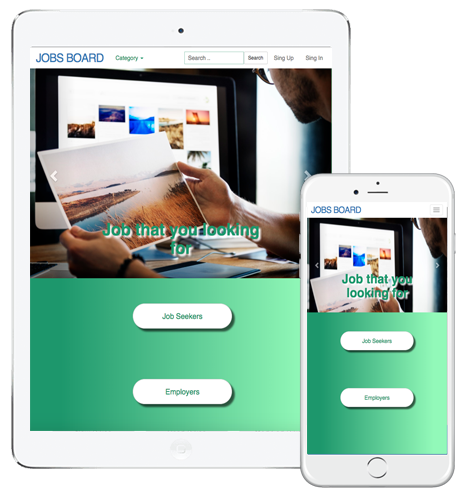 JOBS BOARD Category Search .. Search Sing Up Sing In
Job that you looking
for
Job Seekers
Employers
JOBS BOARD
Job that you
looking for
Job Seekers
Employers